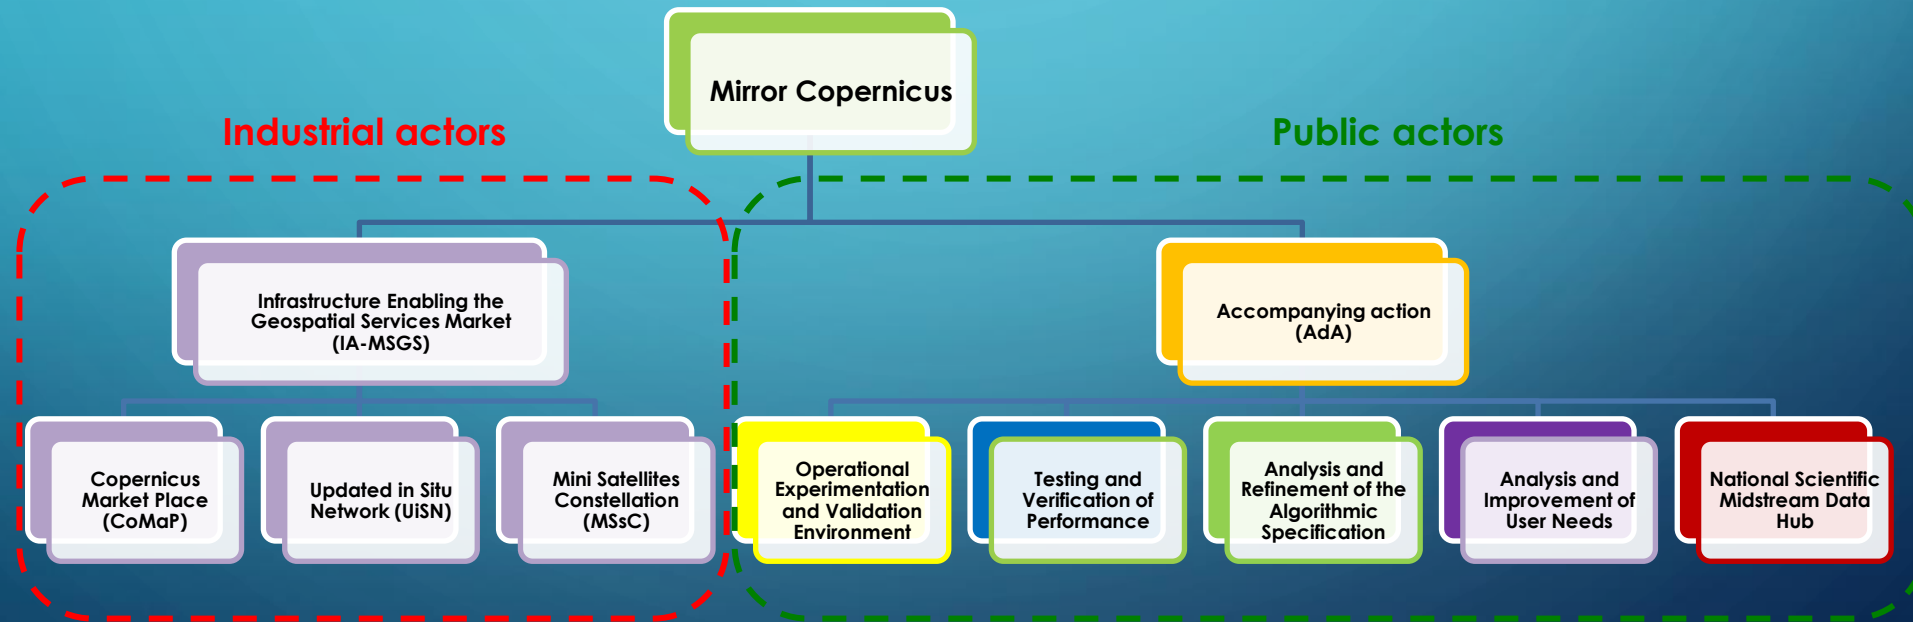 Mirror Copernicus
Industrial actors
Public actors
Infrastructure Enabling the
Geospatial Services Market
(IA-MSGS)
Accompanying action
(AdA)
Copernicus
Market Place
(CoMaP)
Updated in Situ
Network (UiSN)
Mini Satellites
Constellation
(MSsC)
Operational
Experimentation
and Validation
Environment
Testing and
Verification of
Performance
Analysis and
Refinement of the
Algorithmic
Specification
Analysis and
Improvement of
User Needs
National Scientific
Midstream Data
Hub